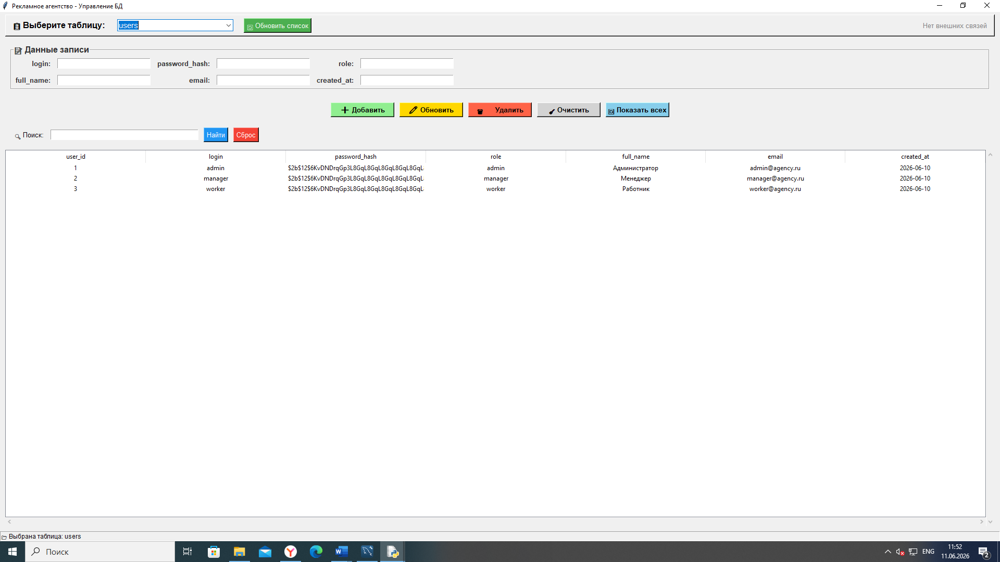 Рекламное агентство - Управление БД
Выберите таблицу: users Обновить список Нет внешних связей
Данные записи
login: password_hash: role:
full_name: email: created_at:
Добавить Обновить Удалить Очистить Показать всех
Поиск: Найти Сброс
user_id login password_hash role full_name email created_at
1 admin $2b$12$6KvDNDrqGp3L8GqL8GqL8GqL8GqL8GqL admin Администратор admin@agency.ru 2026-06-10
2 manager $2b$12$6KvDNDrqGp3L8GqL8GqL8GqL8GqL8GqL manager Менеджер manager@agency.ru 2026-06-10
3 worker $2b$12$6KvDNDrqGp3L8GqL8GqL8GqL8GqL8GqL worker Работник worker@agency.ru 2026-06-10
Выбрана таблица: users
Поиск ENG 11:52
11.06.2026 2